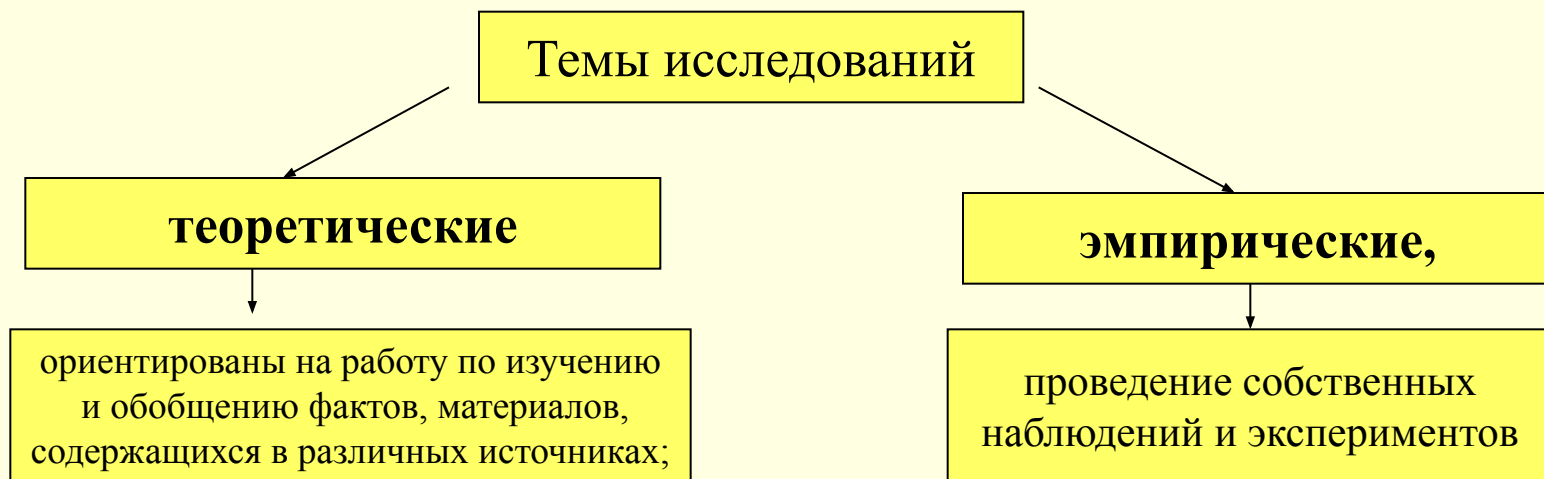 Темы исследований
теоретические
эмпирические,
ориентированы на работу по изучению
и обобщению фактов, материалов,
содержащихся в различных источниках;
проведение собственных
наблюдений и экспериментов